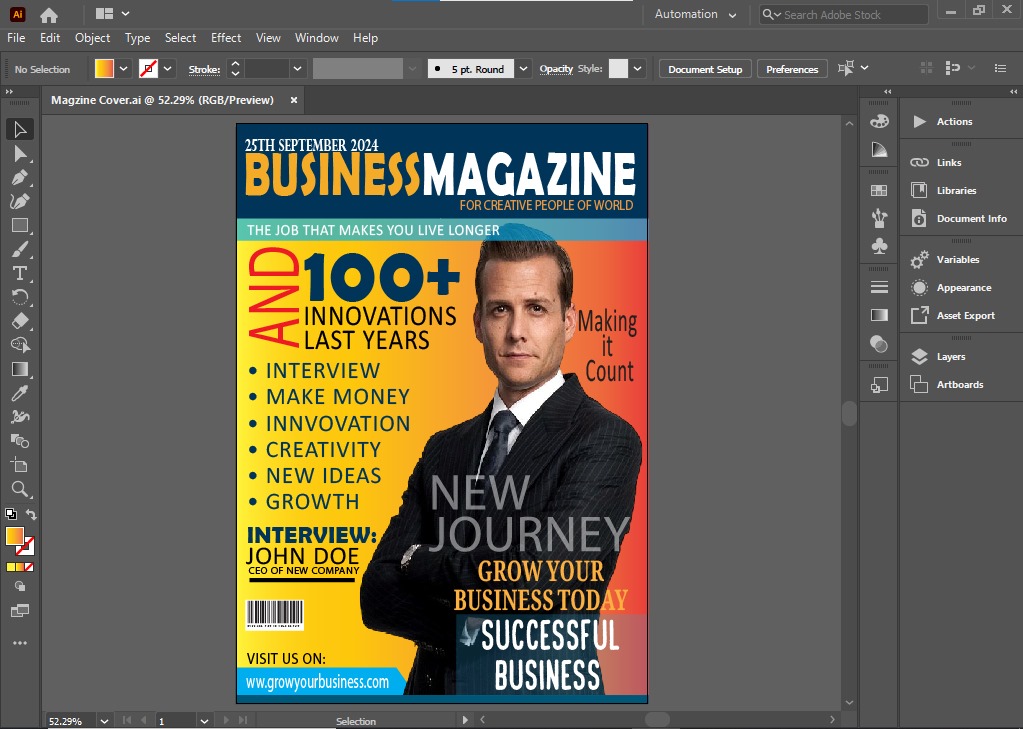 Ai
Automation
Search Adobe Stock
File Edit Object Type Select Effect View Window Help
No Selection
Stroke:
5 pt. Round
Opacity
Style:
Document Setup
Preferences
Magzine Cover.ai @ 52.29% (RGB/Preview)
25TH SEPTEMBER 2024
BUSINESSMAGAZINE
FOR CREATIVE PEOPLE OF WORLD
THE JOB THAT MAKES YOU LIVE LONGER
AND
100+
INNOVATIONS
LAST YEARS
Making
it
Count
• INTERVIEW
• MAKE MONEY
• INNVOVATION
• CREATIVITY
• NEW IDEAS
• GROWTH
NEW
JOURNEY
INTERVIEW:
JOHN DOE
CEO OF NEW COMPANY
GROW YOUR
BUSINESS TODAY
SUCCESSFUL
BUSINESS
VISIT US ON:
www.growyourbusiness.com
Actions
Links
Libraries
Document Info
Variables
Appearance
Asset Export
Layers
Artboards
52.29%
1
Selection